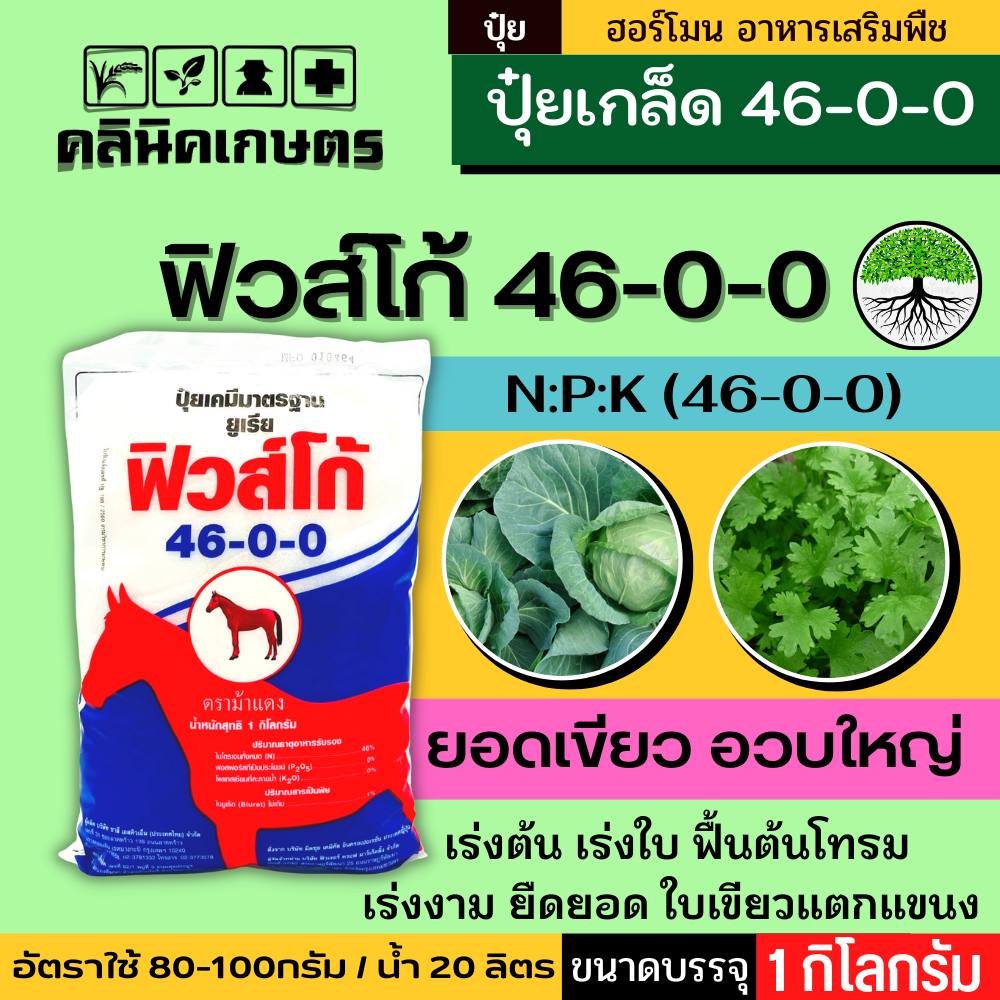 ปุ๋ย ฮอร์โมน อาหารเสริมพืช
ปุ๋ยเกล็ด 46-0-0
คลินิคเกษตร
ฟิวส์โก้ 46-0-0
N:P:K (46-0-0)
ปุ๋ยเคมีมาตรฐาน
ยูเรีย
ฟิวส์โก้
46-0-0
ตราม้าแดง
น้ำหนักสุทธิ 1 กิโลกรัม
ปริมาณธาตุอาหารรับรอง
ไนโตรเจนทั้งหมด (N) 46%
ฟอสฟอรัสที่เป็นประโยชน์ (P₂O₅) 0%
โพแทสเซียมที่ละลายน้ำ (K₂O) 0%
ปริมาณสารเป็นพิษ
ไบยูเร็ต (Biuret) ไม่เกิน 1%
ยอดเขียว อวบใหญ่
เร่งต้น เร่งใบ ฟื้นต้นโทรม
เร่งงาม ยืดยอด ใบเขียวแตกแขนง
อัตราใช้ 80-100กรัม / น้ำ 20 ลิตร ขนาดบรรจุ 1 กิโลกรัม